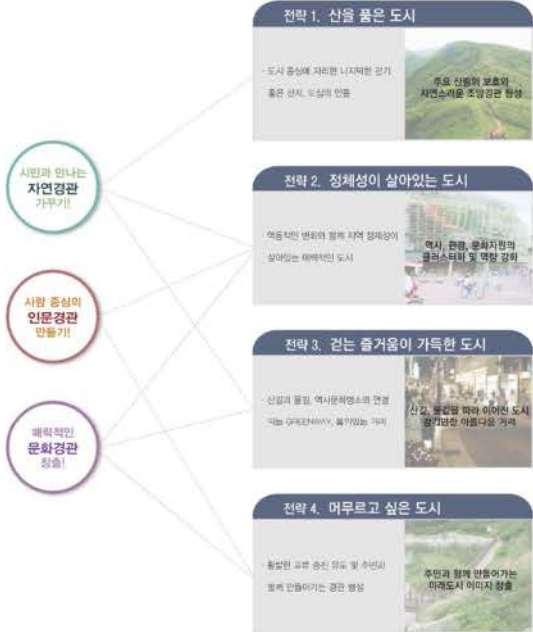 시민과 만나는
자연경관
가꾸기!
사람 중심의
인문경관
만들기!
매력적인
문화경관
창출!
전략 1. 산을 품은 도시
· 도시 중심에 자리한 나지막한 걷기
좋은 산지, 도심의 만듦
주요 산림의 보호와
자연스러운 조망경관 형성
전략 2. 정체성이 살아있는 도시
· 역동적인 변화와 함께 지역 정체성이
살아있는 매력적인 도시
역사, 관광, 문화자원의
클러스터화 및 역량 강화
전략 3. 걷는 즐거움이 가득한 도시
· 산길과 물길, 역사문화명소와 연결
GREENWAY, 거리
산길, 물길을 따라 이어진 도시
걷기편한 아름다운 거리
전략 4. 머무르고 싶은 도시
· 활발한 교류 증진 유도 및 주민과
함께 만들어가는 경관 형성
주민과 함께 만들어가는
미래도시 이미지 창출